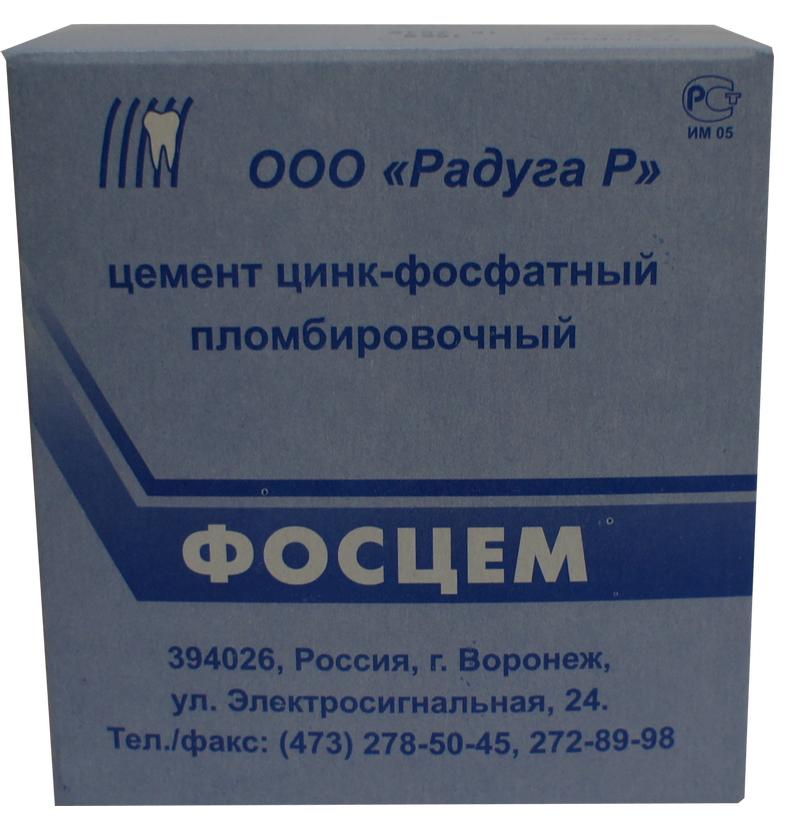 РСТ
ИМ 05
ООО «Радуга Р»
цемент цинк-фосфатный
пломбировочный
ФОСЦЕМ
394026, Россия, г. Воронеж,
ул. Электросигнальная, 24.
Тел./факс: (473) 278-50-45, 272-89-98